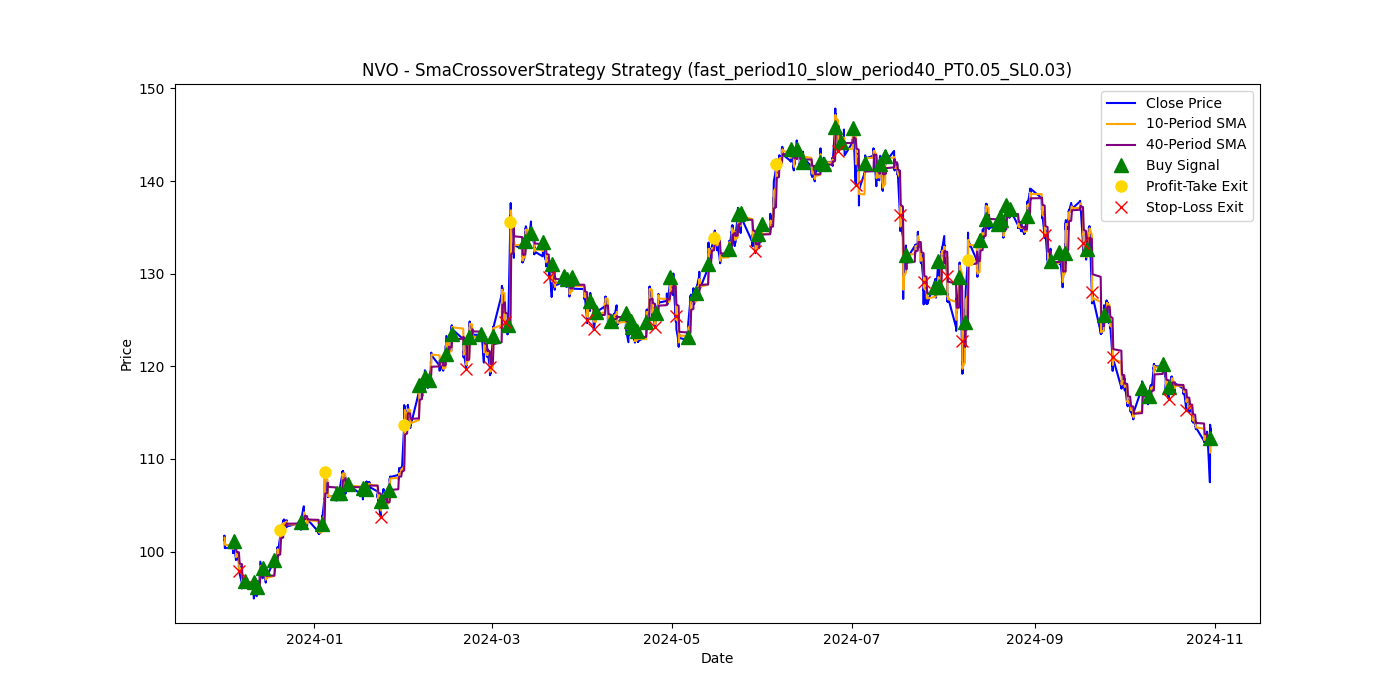 NVO - SmaCrossoverStrategy Strategy (fast_period10_slow_period40_PT0.05_SL0.03)
Close Price
10-Period SMA
40-Period SMA
Buy Signal
Profit-Take Exit
Stop-Loss Exit
Price
150
140
130
120
110
100
2024-01
2024-03
2024-05
2024-07
2024-09
2024-11
Date